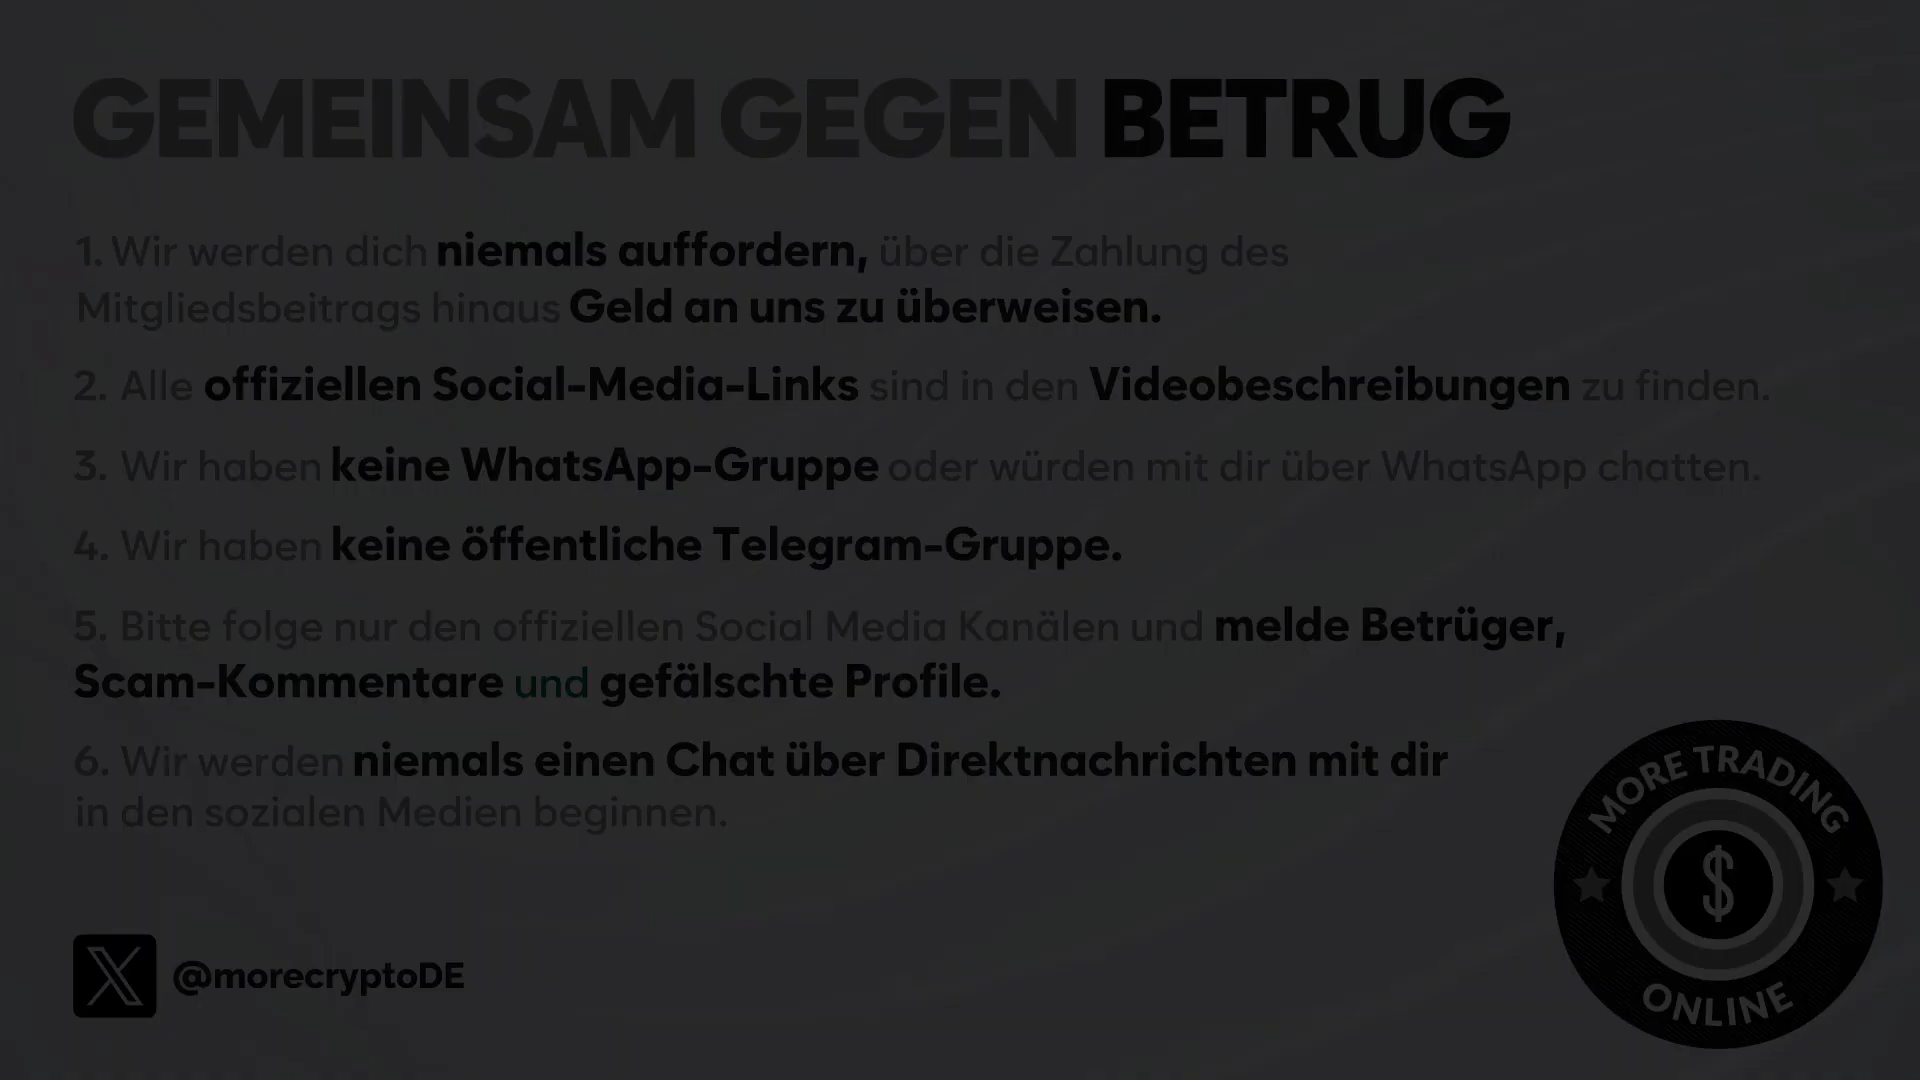 GEMEINSAM GEGEN BETRUG
1. Wir werden dich niemals auffordern, über die Zahlung des
Mitgliedsbeitrags hinaus Geld an uns zu überweisen.
2. Alle offiziellen Social-Media-Links sind in den Videobeschreibungen zu finden.
3. Wir haben keine WhatsApp-Gruppe oder würden mit dir über WhatsApp chatten.
4. Wir haben keine öffentliche Telegram-Gruppe.
5. Bitte folge nur den offiziellen Social Media Kanälen und melde Betrüger,
Scam-Kommentare und gefälschte Profile.
6. Wir werden niemals einen Chat über Direktnachrichten mit dir
in den sozialen Medien beginnen.
MORE TRADING
$
ONLINE
X @morecryptoDE